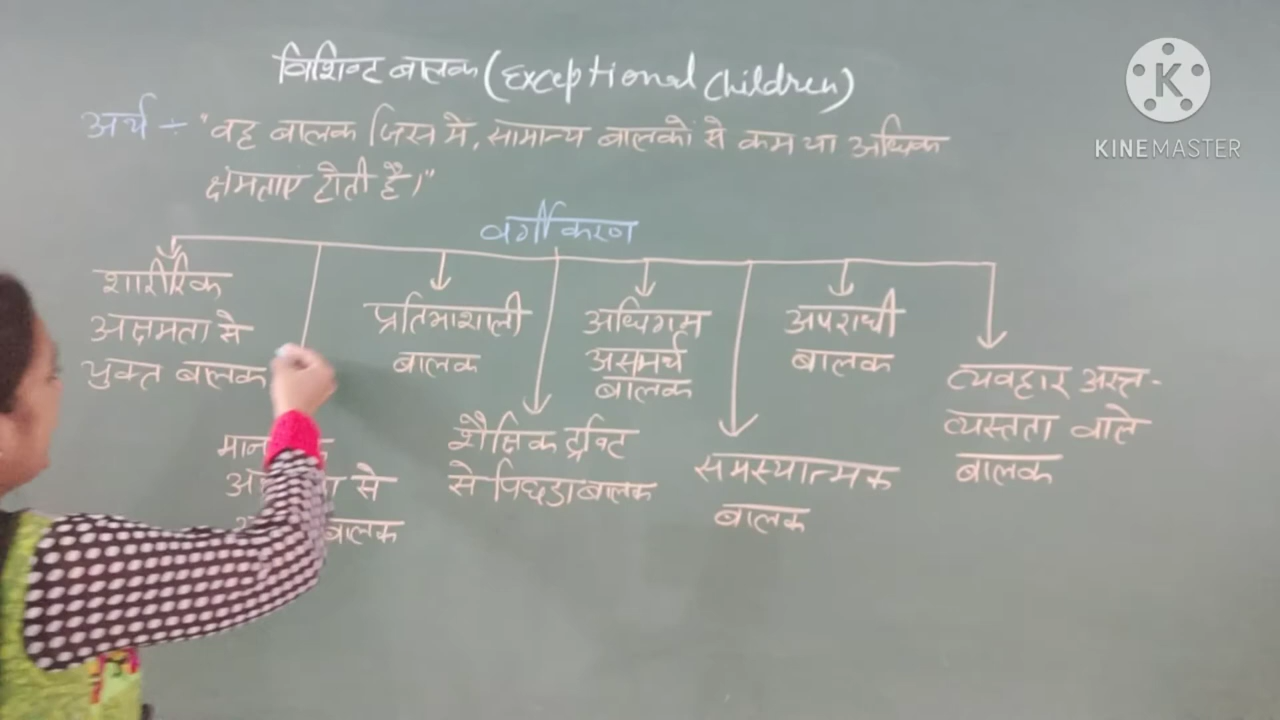 विशिष्ट बालक (Exceptional Children)
अर्थ ÷ "वह बालक जिस में, सामान्य बालकों से कम या अधिक
क्षमताएं होती है।"
वर्गीकरण
शारीरिक
अक्षमता से
युक्त बालक
मान
से
बालक
प्रतिभाशाली
बालक
शैक्षिक दृष्टि
से पिछडा बालक
अधिगम
असमर्थ
बालक
समस्यात्मक
बालक
अपराधी
बालक
व्यवहार अस्त-
व्यस्तता वाले
बालक
K
KINEMASTER